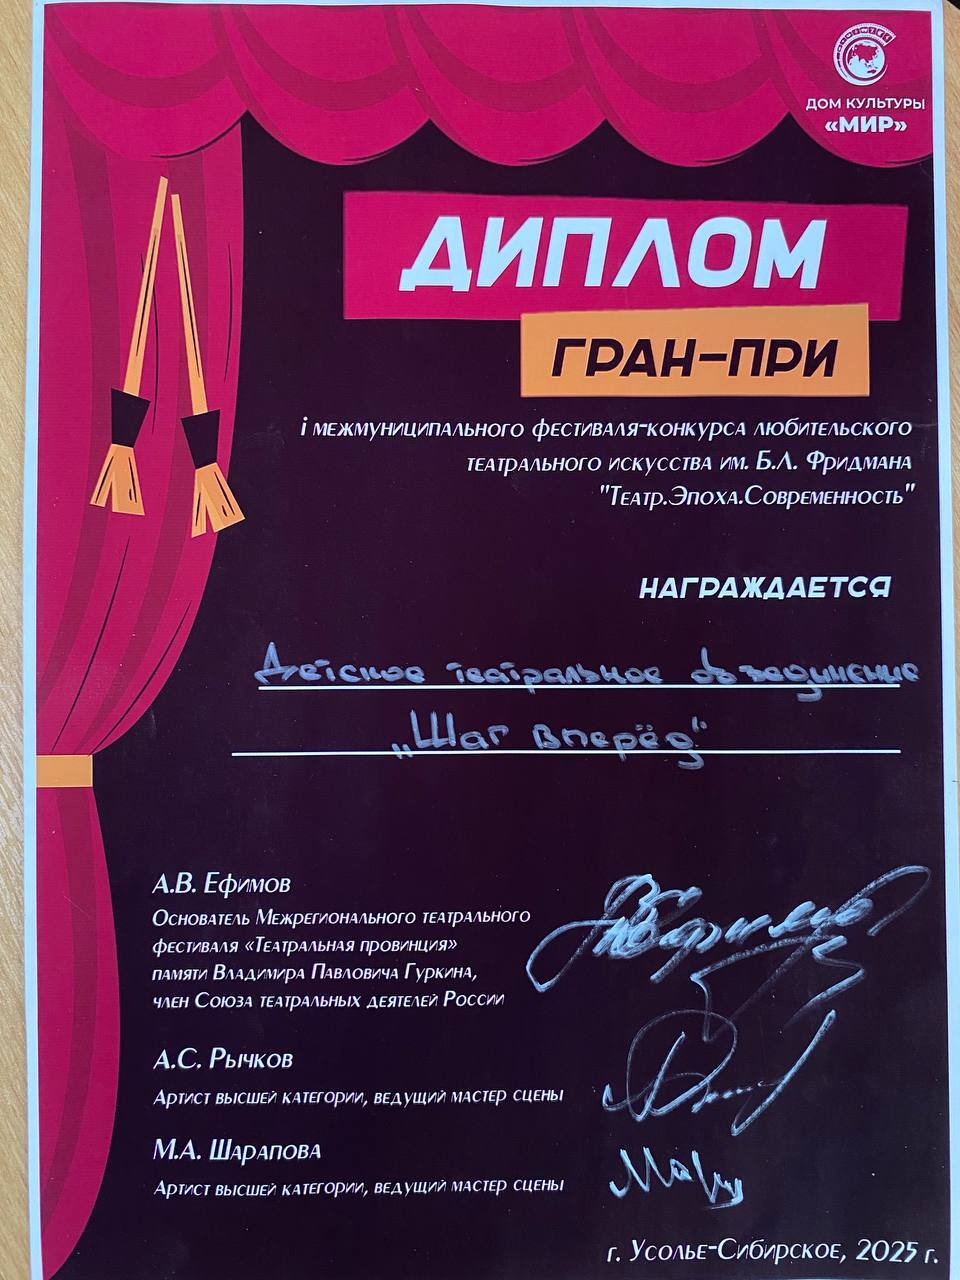 ДОМ КУЛЬТУРЫ
«МИР»
ДИПЛОМ
ГРАН-ПРИ
I МЕЖМУНИЦИПАЛЬНОГО ФЕСТИВАЛЯ-КОНКУРСА ЛЮБИТЕЛЬСКОГО
ТЕАТРАЛЬНОГО ИСКУССТВА ИМ. Б.Л. ФРИДМАНА
"ТЕАТР.ЭПОХА.СОВРЕМЕННОСТЬ"
НАГРАЖДАЕТСЯ
Детское театральное объединение
„Шаг вперёд"
А.В. ЕФИМОВ
ОСНОВАТЕЛЬ МЕЖРЕГИОНАЛЬНОГО ТЕАТРАЛЬНОГО
ФЕСТИВАЛЯ «ТЕАТРАЛЬНАЯ ПРОВИНЦИЯ»
ПАМЯТИ ВЛАДИМИРА ПАВЛОВИЧА ГУРКИНА,
ЧЛЕН СОЮЗА ТЕАТРАЛЬНЫХ ДЕЯТЕЛЕЙ РОССИИ
А.С. РЫЧКОВ
АРТИСТ ВЫСШЕЙ КАТЕГОРИИ, ВЕДУЩИЙ МАСТЕР СЦЕНЫ
М.А. ШАРАПОВА
АРТИСТ ВЫСШЕЙ КАТЕГОРИИ, ВЕДУЩИЙ МАСТЕР СЦЕНЫ
г. УСОЛЬЕ-СИБИРСКОЕ, 2025 г.